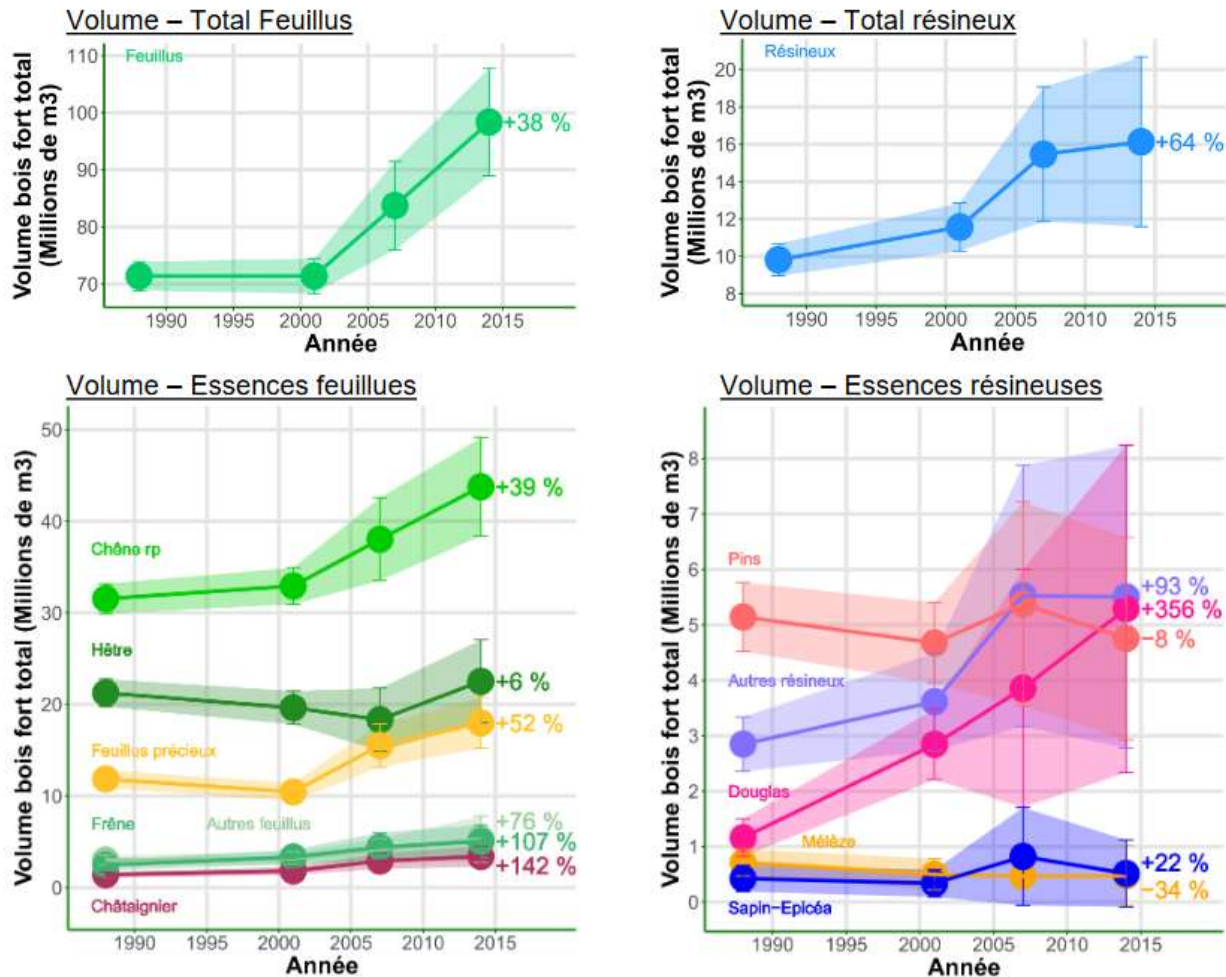 Volume – Total Feuillus
Volume bois fort total
(Millions de m3)
110
100
90
80
70
Feuillus
+38 %
1990 1995 2000 2005 2010 2015
Année
Volume – Total résineux
Volume bois fort total
(Millions de m3)
20
18
16
14
12
10
8
Résineux
+64 %
1990 1995 2000 2005 2010 2015
Année
Volume – Essences feuillues
Volume bois fort total (Millions de m3)
50
40
30
20
10
0
Chêne rp
+39 %
Hêtre
+6 %
+52 %
Feuillus précieux
Frêne
Autres feuillus
+76 %
+107 %
+142 %
Châtaignier
1990 1995 2000 2005 2010 2015
Année
Volume – Essences résineuses
Volume bois fort total (Millions de m3)
8
7
6
5
4
3
2
1
0
Pins
+93 %
+356 %
−8 %
Autres résineux
Douglas
Mélèze
+22 %
−34 %
Sapin−Epicéa
1990 1995 2000 2005 2010 2015
Année